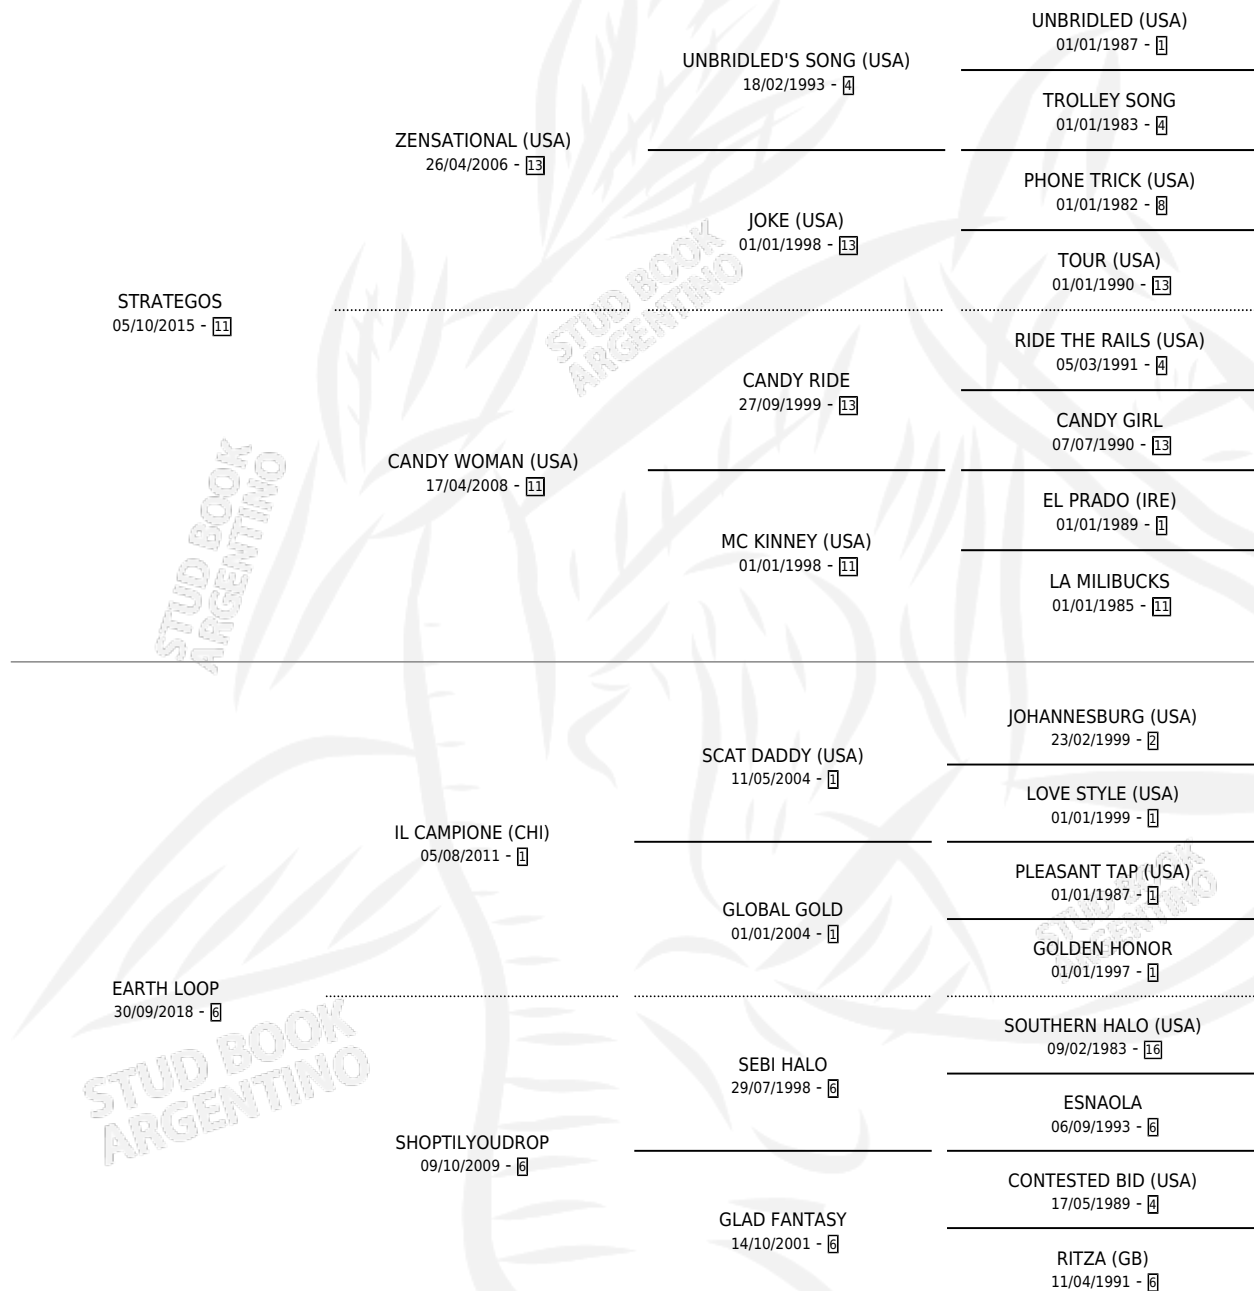 UNBRIDLED (USA)
01/01/1987 - 1
UNBRIDLED'S SONG (USA)
18/02/1993 - 4
TROLLEY SONG
01/01/1983 - 4
ZENSATIONAL (USA)
26/04/2006 - 13
PHONE TRICK (USA)
01/01/1982 - 8
JOKE (USA)
01/01/1998 - 13
TOUR (USA)
01/01/1990 - 13
STUD BOOK
ARGENTINO
STRATEGOS
05/10/2015 - 11
RIDE THE RAILS (USA)
05/03/1991 - 4
CANDY RIDE
27/09/1999 - 13
CANDY GIRL
07/07/1990 - 13
CANDY WOMAN (USA)
17/04/2008 - 11
EL PRADO (IRE)
01/01/1989 - 1
MC KINNEY (USA)
01/01/1998 - 11
LA MILIBUCKS
01/01/1985 - 11
STUD BOOK
ARGENTINO
JOHANNESBURG (USA)
23/02/1999 - 2
SCAT DADDY (USA)
11/05/2004 - 1
LOVE STYLE (USA)
01/01/1999 - 1
IL CAMPIONE (CHI)
05/08/2011 - 1
PLEASANT TAP (USA)
01/01/1987 - 1
GLOBAL GOLD
01/01/2004 - 1
STUD BOOK
ARGENTINO
GOLDEN HONOR
01/01/1997 - 1
EARTH LOOP
30/09/2018 - 6
SOUTHERN HALO (USA)
09/02/1983 - 16
SEBI HALO
29/07/1998 - 6
ESNAOLA
06/09/1993 - 6
STUD BOOK
ARGENTINO
SHOPTILYOUDROP
09/10/2009 - 6
CONTESTED BID (USA)
17/05/1989 - 4
GLAD FANTASY
14/10/2001 - 6
RITZA (GB)
11/04/1991 - 6